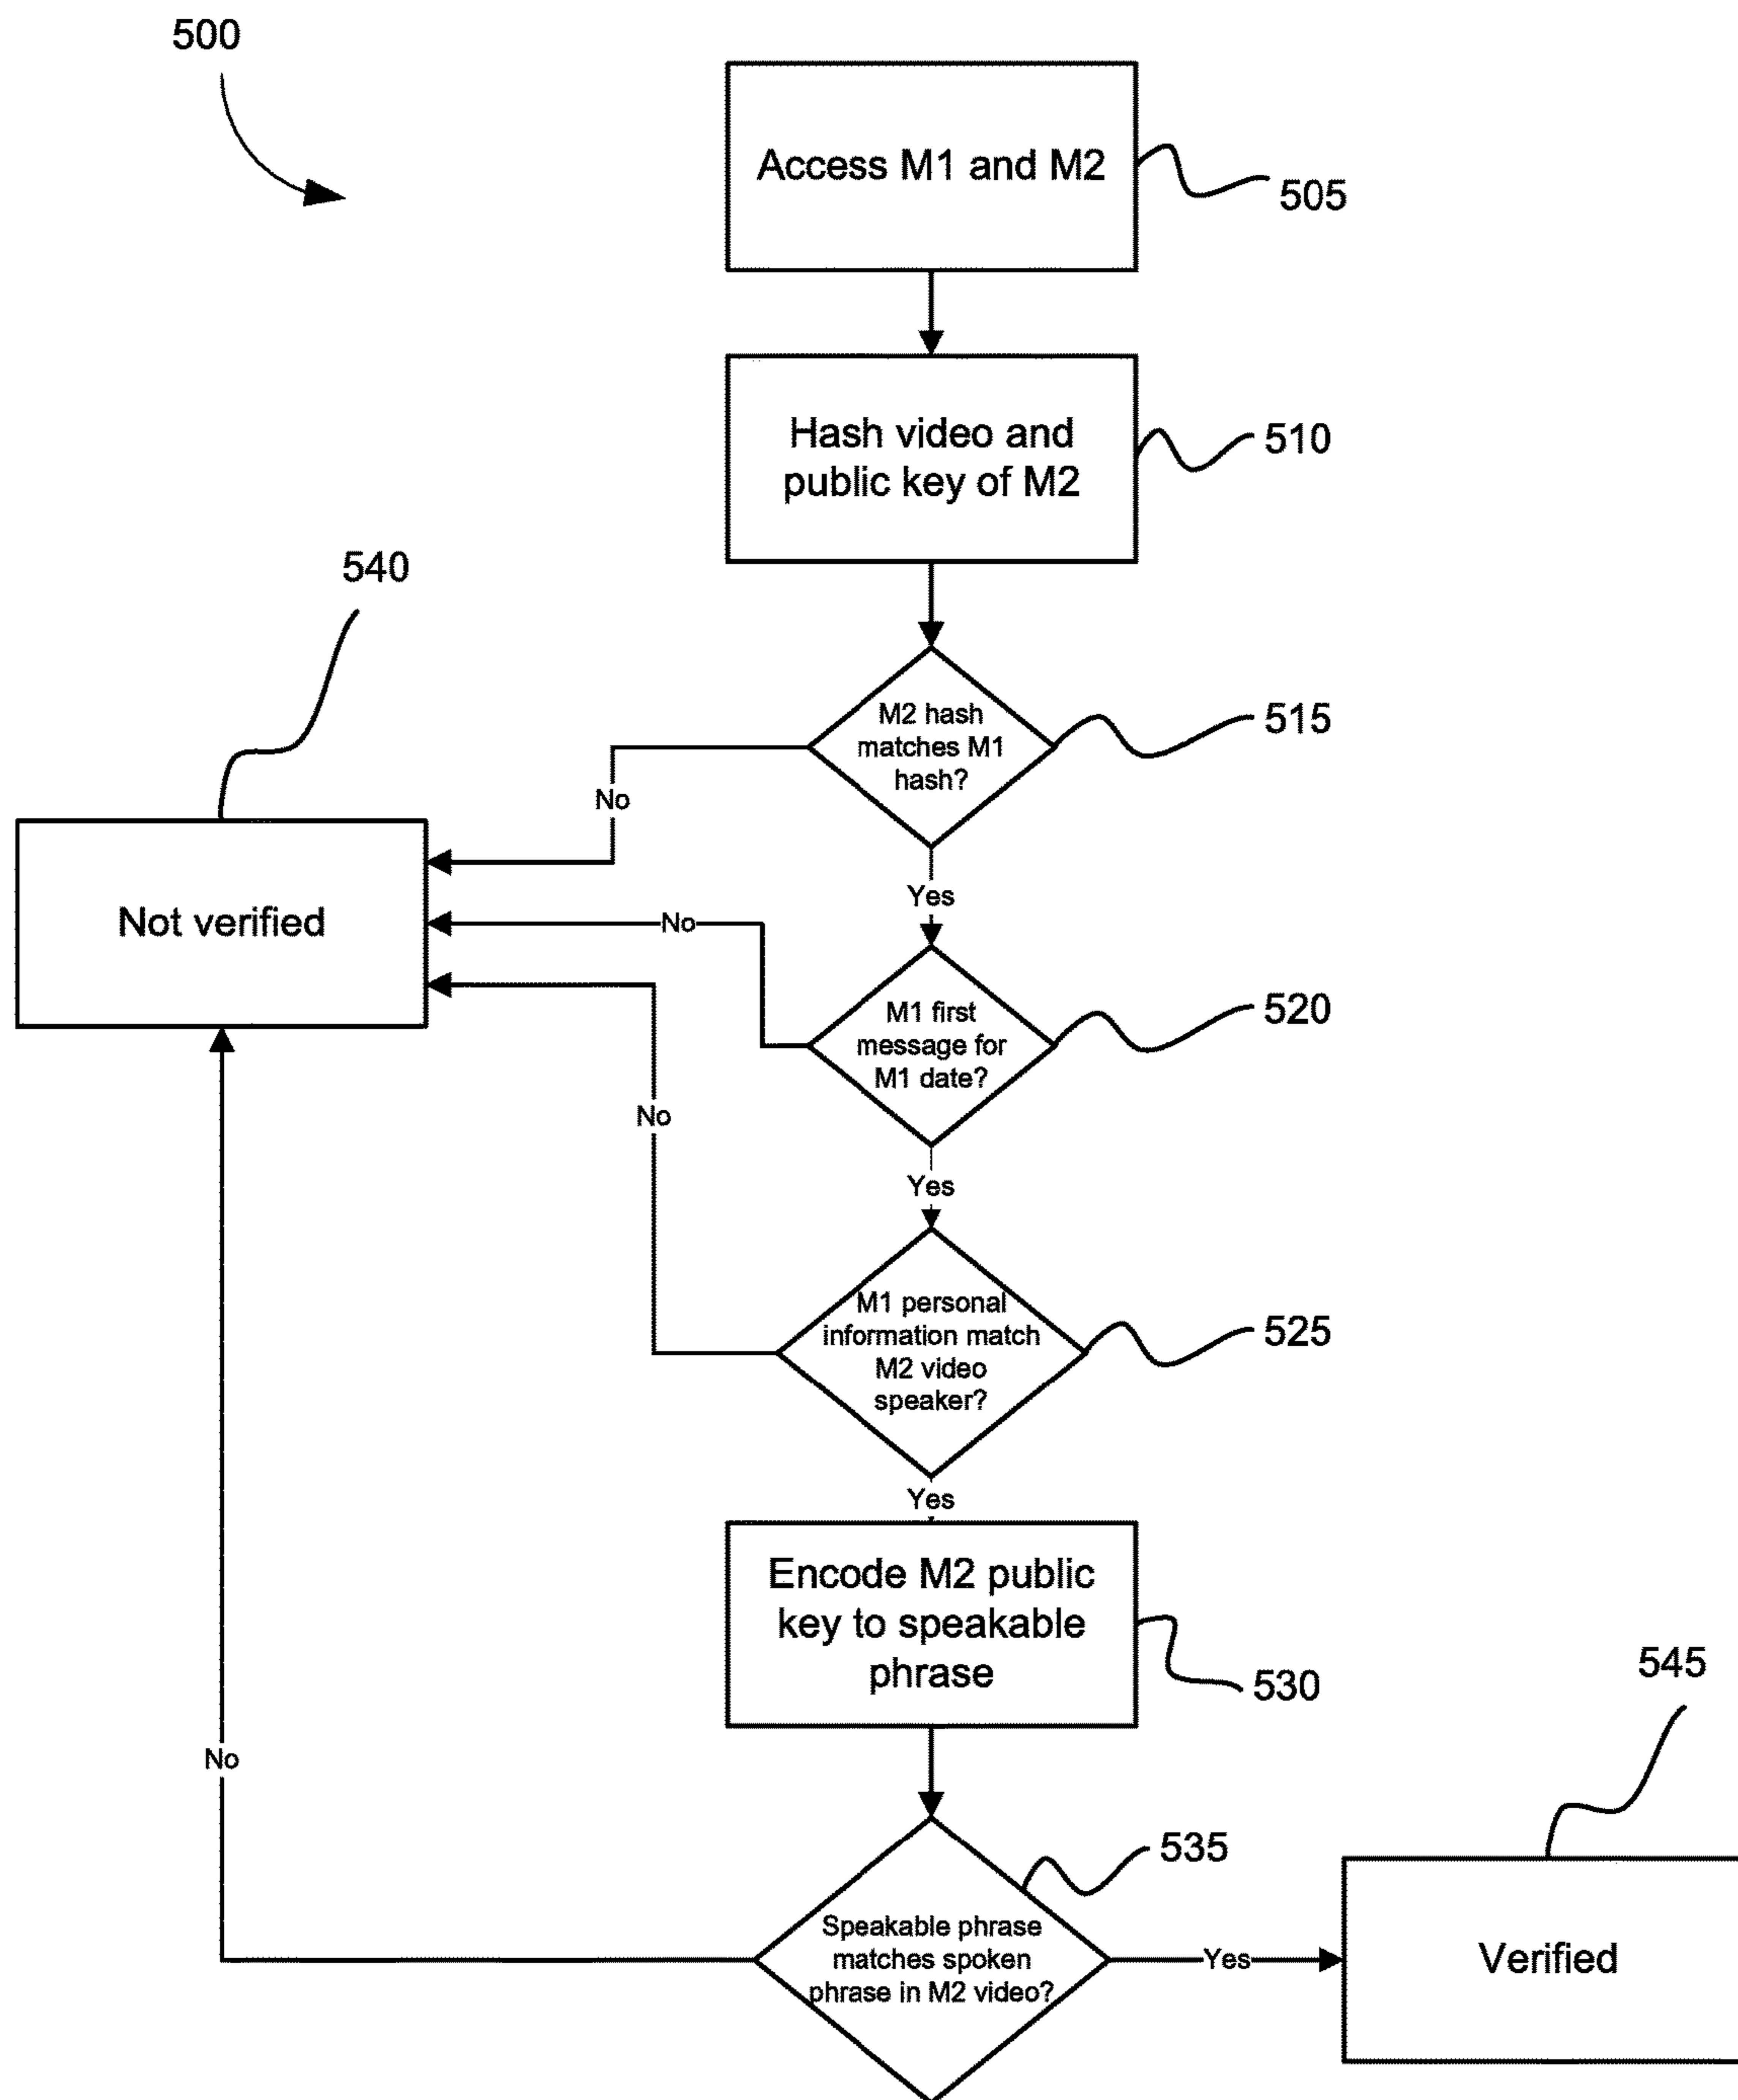 500
Access M1 and M2
505
Hash video and
public key of M2
510
540
M2 hash
matches M1
hash?
515
No
Yes
Not verified
No
M1 first
message for
M1 date?
520
No
Yes
M1 personal
information match
M2 video
speaker?
525
Yes
Encode M2 public
key to speakable
phrase
530
545
No
535
Speakable phrase
matches spoken
phrase in M2 video?
Yes
Verified